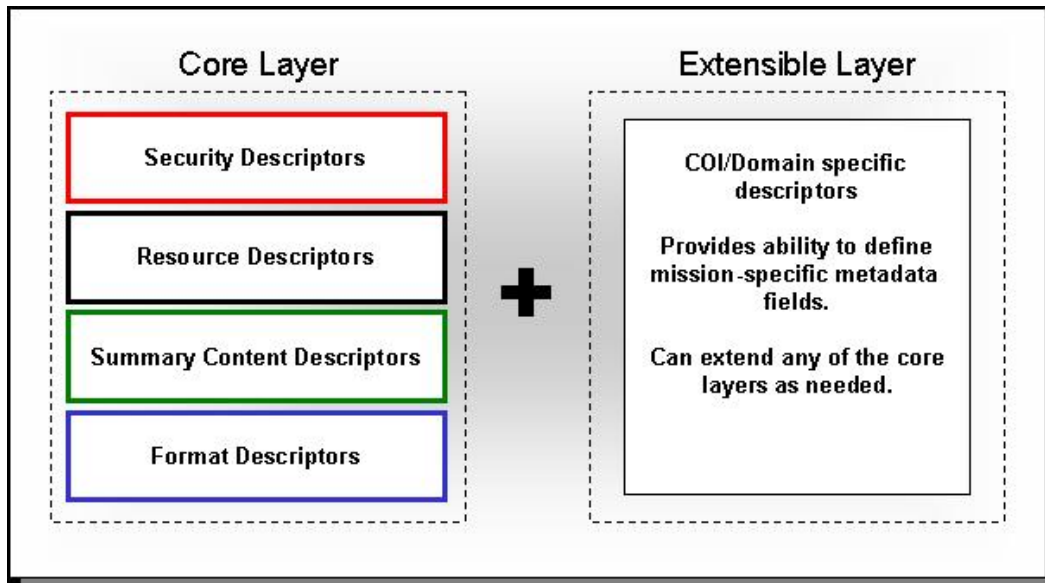 Core Layer
Extensible Layer
Security Descriptors
Resource Descriptors
Summary Content Descriptors
Format Descriptors
+
COI/Domain specific
descriptors
Provides ability to define
mission-specific metadata
fields.
Can extend any of the core
layers as needed.